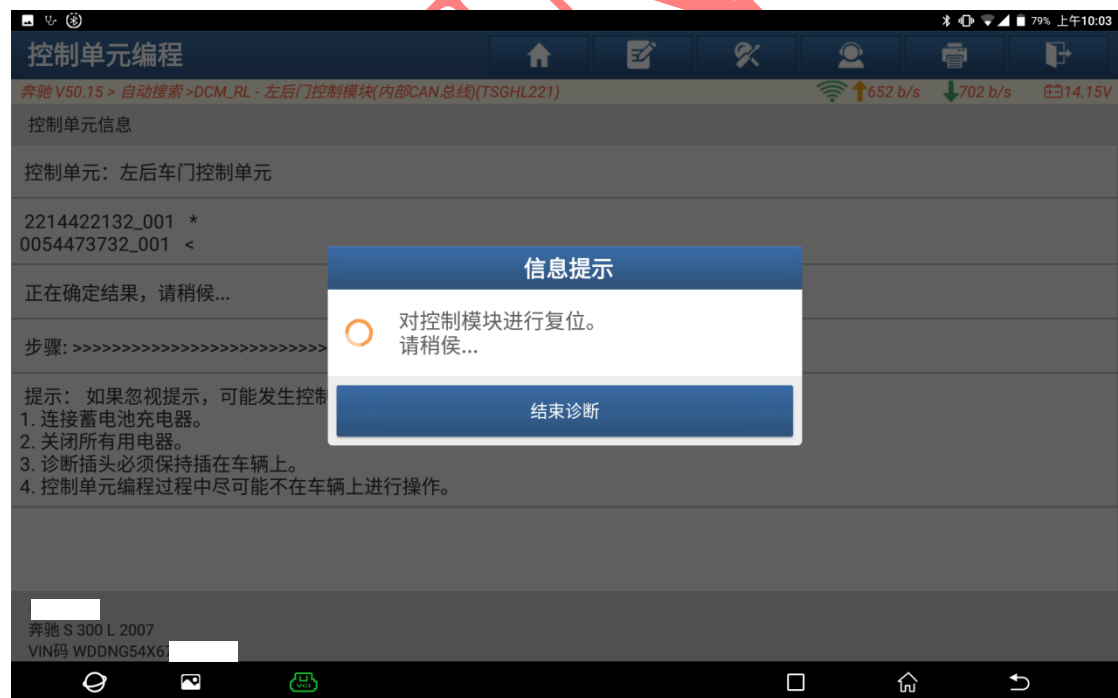 79% 上午10:03
控制单元编程
奔驰 V50.15 > 自动搜索 >DCM_RL - 左后门控制模块(内部CAN总线)(TSGHL221)
652 b/s 702 b/s 14.15V
控制单元信息
控制单元：左后车门控制单元
2214422132_001 *
0054473732_001 <
正在确定结果，请稍候...
步骤: >>>>>>>>>>>>>>>>>>>>>>>>>>
提示： 如果忽视提示，可能发生控制
1. 连接蓄电池充电器。
2. 关闭所有用电器。
3. 诊断插头必须保持插在车辆上。
4. 控制单元编程过程中尽可能不在车辆上进行操作。
信息提示
对控制模块进行复位。
请稍侯...
结束诊断
奔驰 S 300 L 2007
VIN码 WDDNG54X6
VCI